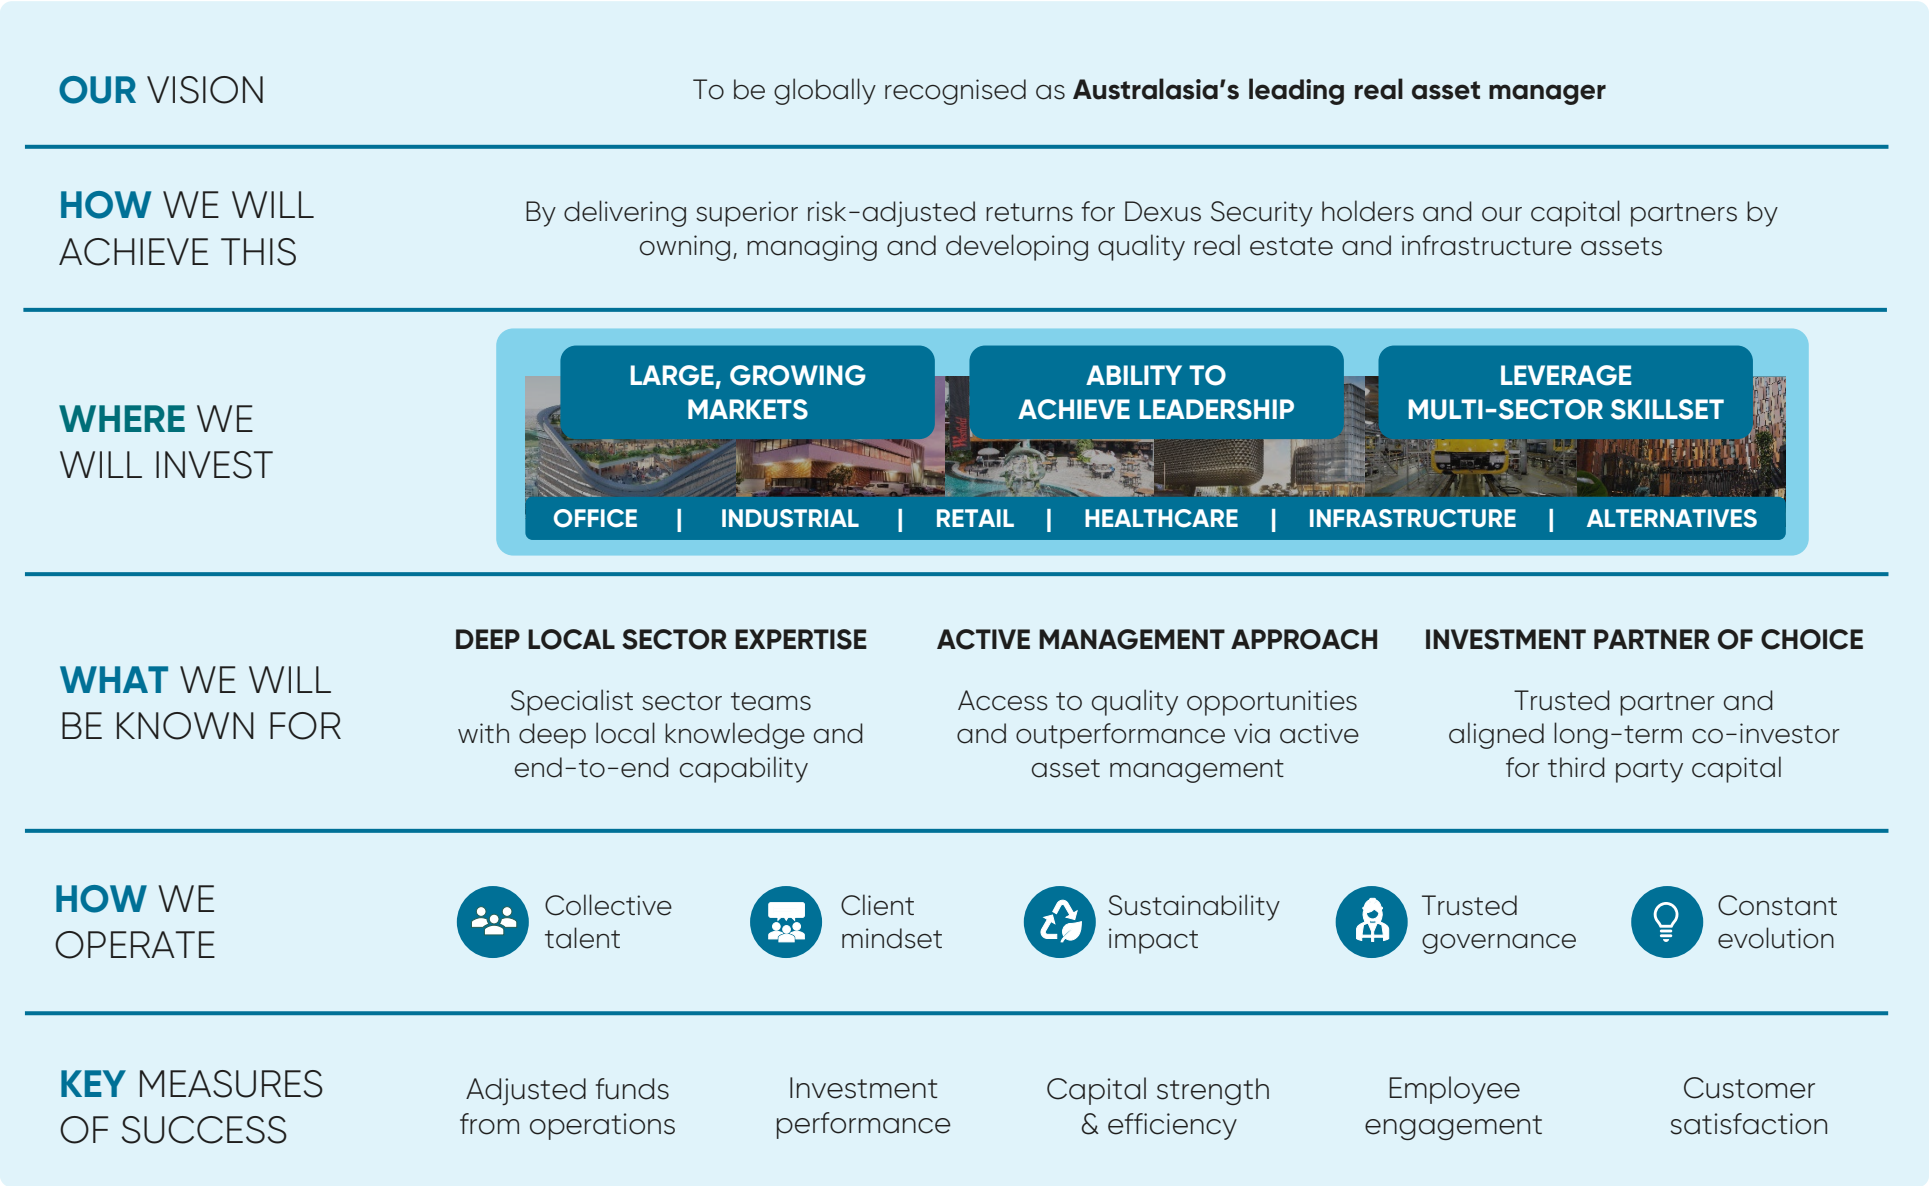 OUR VISION
To be globally recognised as Australasia's leading real asset manager
HOW WE WILL
ACHIEVE THIS
By delivering superior risk-adjusted returns for Dexus Security holders and our capital partners by
owning, managing and developing quality real estate and infrastructure assets
WHERE WE
WILL INVEST
LARGE, GROWING
MARKETS
ABILITY TO
ACHIEVE LEADERSHIP
LEVERAGE
MULTI-SECTOR SKILLSET
Westfield
OFFICE | INDUSTRIAL | RETAIL | HEALTHCARE | INFRASTRUCTURE | ALTERNATIVES
WHAT WE WILL
BE KNOWN FOR
DEEP LOCAL SECTOR EXPERTISE
Specialist sector teams
with deep local knowledge and
end-to-end capability
ACTIVE MANAGEMENT APPROACH
Access to quality opportunities
and outperformance via active
asset management
INVESTMENT PARTNER OF CHOICE
Trusted partner and
aligned long-term co-investor
for third party capital
HOW WE
OPERATE
Collective
talent
Client
mindset
Sustainability
impact
Trusted
governance
Constant
evolution
KEY MEASURES
OF SUCCESS
Adjusted funds
from operations
Investment
performance
Capital strength
& efficiency
Employee
engagement
Customer
satisfaction